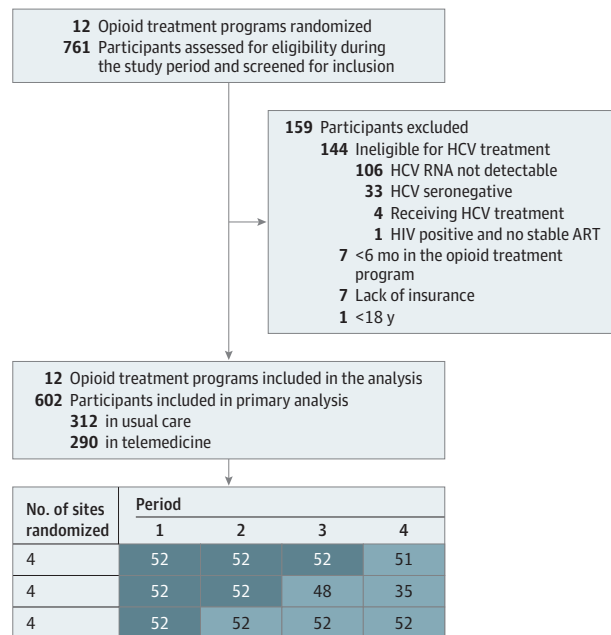 12 Opioid treatment programs randomized
761 Participants assessed for eligibility during
the study period and screened for inclusion
159 Participants excluded
144 Ineligible for HCV treatment
106 HCV RNA not detectable
33 HCV seronegative
4 Receiving HCV treatment
1 HIV positive and no stable ART
7 <6 mo in the opioid treatment
program
7 Lack of insurance
1 <18 y
12 Opioid treatment programs included in the analysis
602 Participants included in primary analysis
312 in usual care
290 in telemedicine
No. of sites
randomized
Period
1 2 3 4
4 52 52 52 51
4 52 52 48 35
4 52 52 52 52